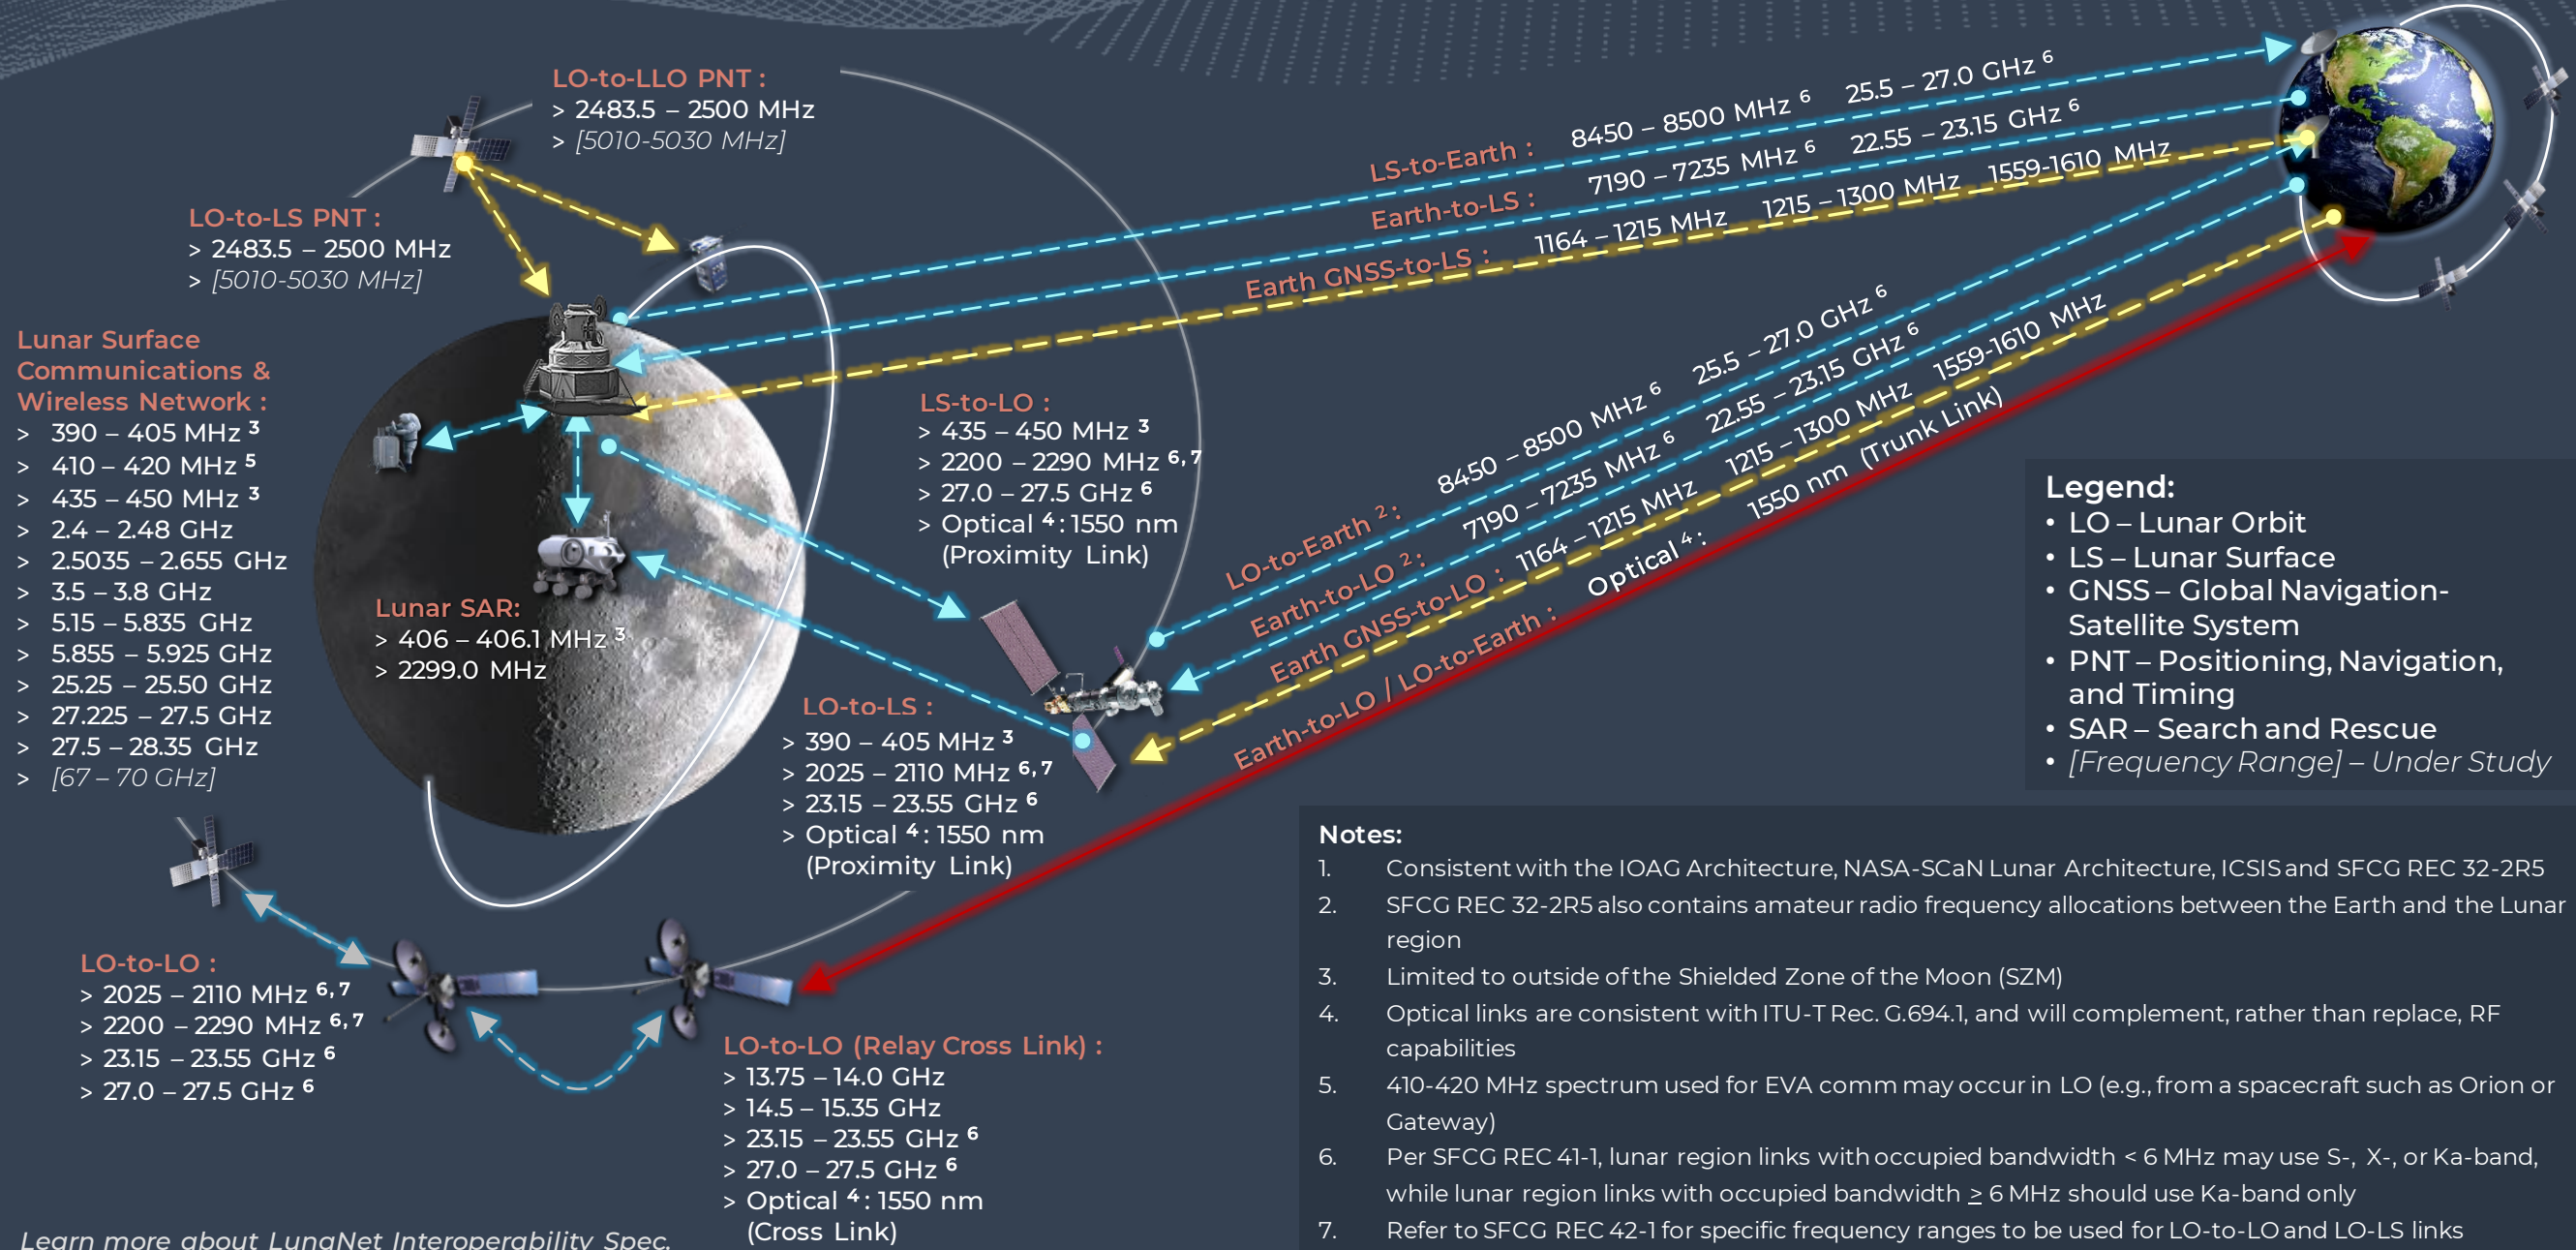 LO-to-LLO PNT :
> 2483.5 – 2500 MHz
> [5010-5030 MHz]
LO-to-LS PNT :
> 2483.5 – 2500 MHz
> [5010-5030 MHz]
Lunar Surface
Communications &
Wireless Network :
> 390 – 405 MHz ³
> 410 – 420 MHz ⁵
> 435 – 450 MHz ³
> 2.4 – 2.48 GHz
> 2.5035 – 2.655 GHz
> 3.5 – 3.8 GHz
> 5.15 – 5.835 GHz
> 5.855 – 5.925 GHz
> 25.25 – 25.50 GHz
> 27.225 – 27.5 GHz
> 27.5 – 28.35 GHz
> [67 – 70 GHz]
Lunar SAR:
> 406 – 406.1 MHz ³
> 2299.0 MHz
LS-to-Earth : 8450 – 8500 MHz ⁶ 25.5 – 27.0 GHz ⁶
Earth-to-LS : 7190 – 7235 MHz ⁶ 22.55 – 23.15 GHz ⁶
Earth GNSS-to-LS : 1164 – 1215 MHz 1215 – 1300 MHz 1559-1610 MHz
LS-to-LO :
> 435 – 450 MHz ³
> 2200 – 2290 MHz ⁶,⁷
> 27.0 – 27.5 GHz ⁶
> Optical ⁴ : 1550 nm
(Proximity Link)
LO-to-Earth ² : 8450 – 8500 MHz ⁶ 25.5 – 27.0 GHz ⁶
Earth-to-LO ² : 7190 – 7235 MHz ⁶ 22.55 – 23.15 GHz ⁶
Earth GNSS-to-LO : 1164 – 1215 MHz 1215 – 1300 MHz 1559-1610 MHz
Earth-to-LO / LO-to-Earth : Optical ⁴ : 1550 nm (Trunk Link)
LO-to-LS :
> 390 – 405 MHz ³
> 2025 – 2110 MHz ⁶,⁷
> 23.15 – 23.55 GHz ⁶
> Optical ⁴ : 1550 nm
(Proximity Link)
LO-to-LO :
> 2025 – 2110 MHz ⁶,⁷
> 2200 – 2290 MHz ⁶,⁷
> 23.15 – 23.55 GHz ⁶
> 27.0 – 27.5 GHz ⁶
LO-to-LO (Relay Cross Link) :
> 13.75 – 14.0 GHz
> 14.5 – 15.35 GHz
> 23.15 – 23.55 GHz ⁶
> 27.0 – 27.5 GHz ⁶
> Optical ⁴ : 1550 nm
(Cross Link)
Learn more about LunaNet Interoperability Spec.
Legend:
• LO – Lunar Orbit
• LS – Lunar Surface
• GNSS – Global Navigation-
Satellite System
• PNT – Positioning, Navigation,
and Timing
• SAR – Search and Rescue
• [Frequency Range] – Under Study
Notes:
1. Consistent with the IOAG Architecture, NASA-SCaN Lunar Architecture, ICSIS and SFCG REC 32-2R5
2. SFCG REC 32-2R5 also contains amateur radio frequency allocations between the Earth and the Lunar
region
3. Limited to outside of the Shielded Zone of the Moon (SZM)
4. Optical links are consistent with ITU-T Rec. G.694.1, and will complement, rather than replace, RF
capabilities
5. 410-420 MHz spectrum used for EVA comm may occur in LO (e.g., from a spacecraft such as Orion or
Gateway)
6. Per SFCG REC 41-1, lunar region links with occupied bandwidth < 6 MHz may use S-, X-, or Ka-band,
while lunar region links with occupied bandwidth ≥ 6 MHz should use Ka-band only
7. Refer to SFCG REC 42-1 for specific frequency ranges to be used for LO-to-LO and LO-LS links